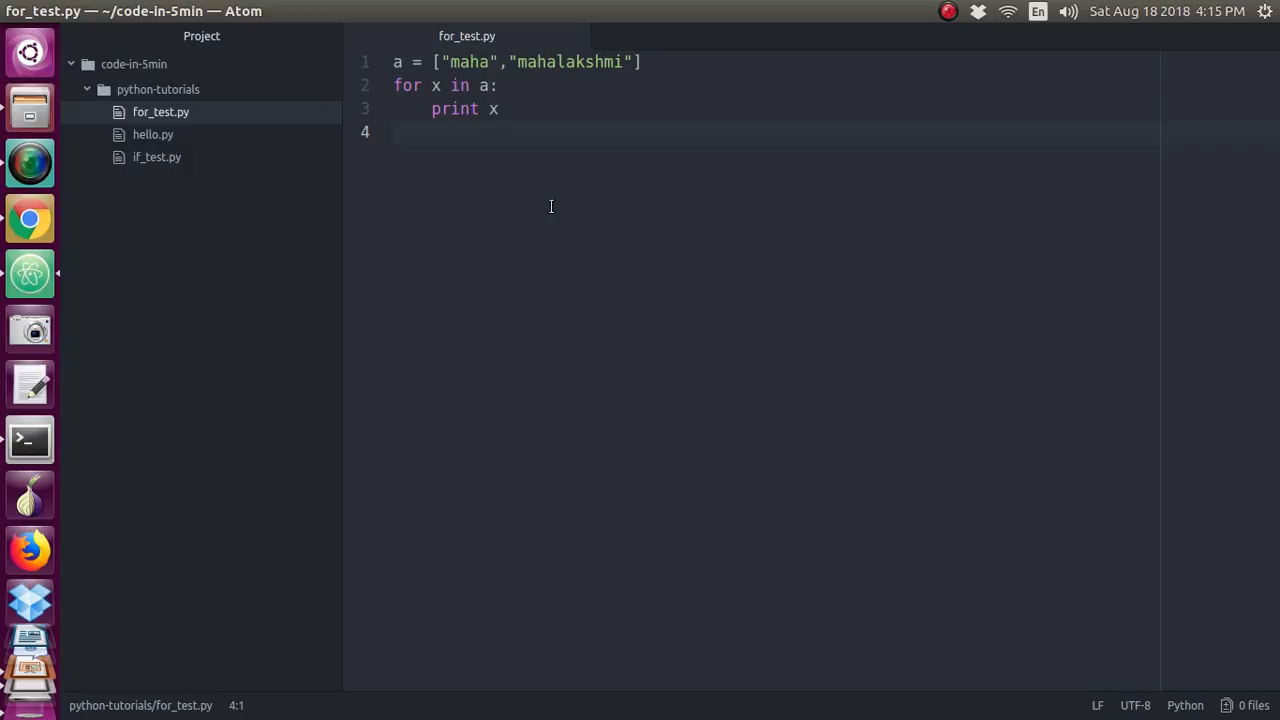 for_test.py — ~/code-in-5min — Atom
En
Sat Aug 18 2018 4:15 PM
Project
for_test.py
code-in-5min
python-tutorials
for_test.py
hello.py
if_test.py
1 a = ["maha","mahalakshmi"]
2 for x in a:
3     print x
4
python-tutorials/for_test.py 4:1
LF UTF-8 Python 0 files